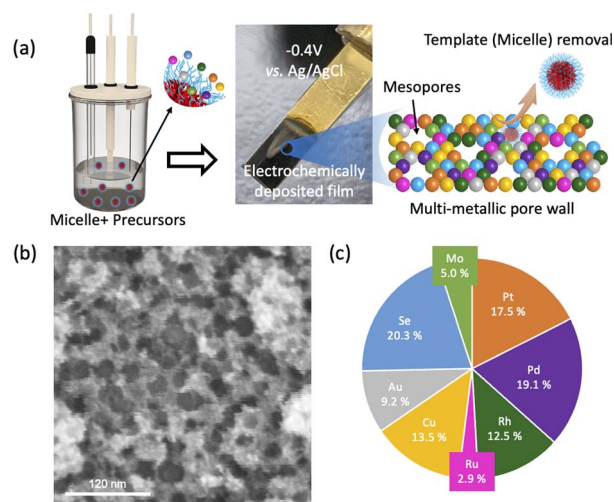 (a)
-0.4V
vs. Ag/AgCl
Electrochemically
deposited film
Micelle+ Precursors
Template (Micelle) removal
Mesopores
Multi-metallic pore wall
(b)
120 nm
(c)
Mo
5.0 %
Pt
17.5 %
Pd
19.1 %
Rh
12.5 %
Ru
2.9 %
Cu
13.5 %
Au
9.2 %
Se
20.3 %